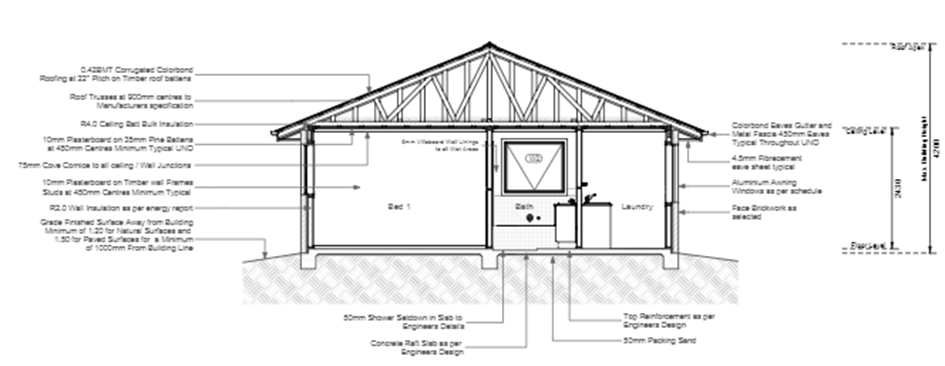 0.42BMT Corrugated Colorbond
Roofing at 22° Pitch on Timber roof battens
Roof Trusses at 900mm centres to
Manufacturers specification
R4.0 Ceiling Batt Bulk Insulation
10mm Plasterboard on 35mm Pine Battens
at 450mm Centres Minimum Typical UNO
75mm Cove Cornice to all ceiling / Wall Junctions
10mm Plasterboard on Timber wall Frames
Studs at 450mm Centres Minimum Typical
R2.0 Wall Insulation as per energy report
Grade Finished Surface Away from Building
Minimum of 1:20 for Natural Surfaces and
1:50 for Paved Surfaces for a Minimum
of 1000mm From Building Line
6mm Villaboard Wall Linings
to all Wet Areas
Bed 1
Bath
Laundry
Colorbond Eaves Gutter and
Metal Fascia 450mm Eaves
Typical Throughout UNO
4.5mm Fibrecement
eave sheet typical
Aluminium Awning
Windows as per schedule
Face Brickwork as
selected
Roof Apex
Ceiling Level
Floor Level
2430
Max Building Height
4200
50mm Shower Setdown in Slab to
Engineers Details
Concrete Raft Slab as per
Engineers Design
Top Reinforcement as per
Engineers Design
50mm Packing Sand